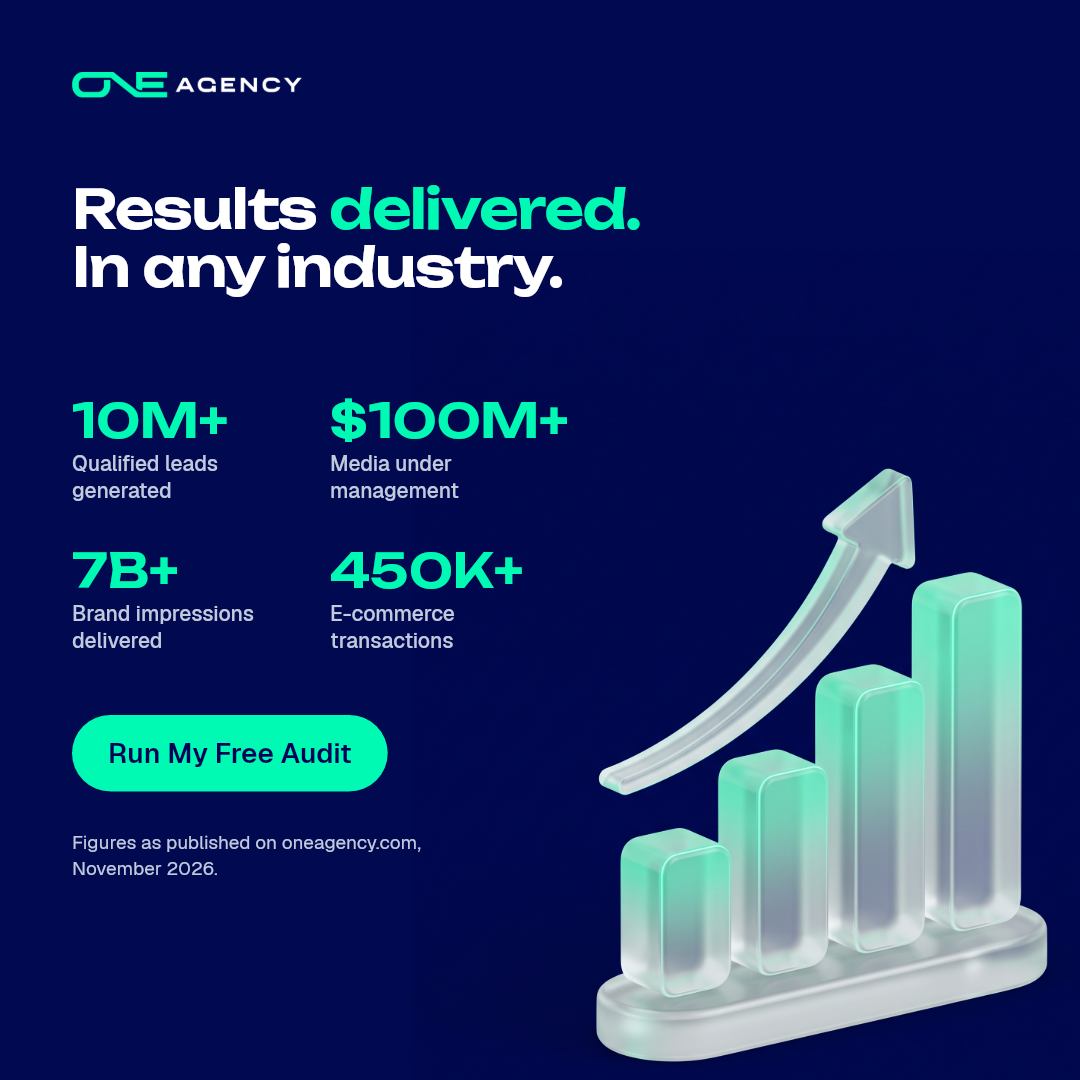 ONE AGENCY
Results delivered.
In any industry.
10M+
Qualified leads
generated
$100M+
Media under
management
7B+
Brand impressions
delivered
450K+
E-commerce
transactions
Run My Free Audit
Figures as published on oneagency.com,
November 2026.